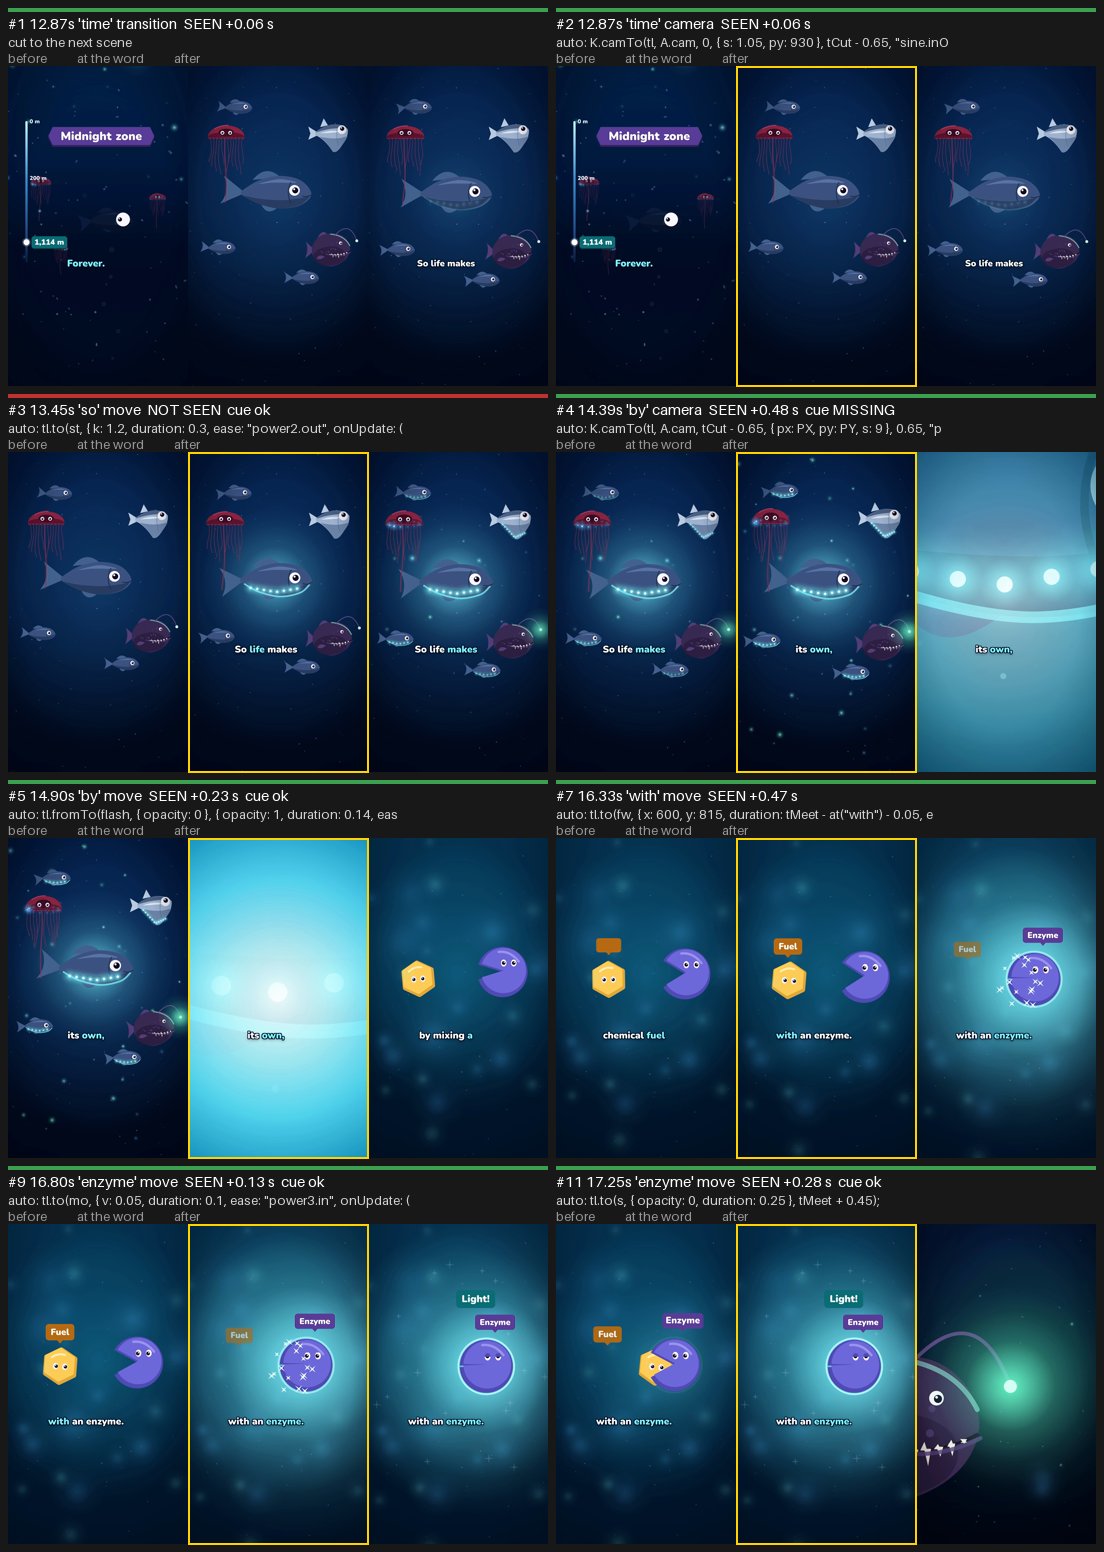 #1 12.87s 'time' transition  SEEN +0.06 s
cut to the next scene
before at the word after
0 m
Midnight zone
200 m
1,114 m
Forever.
So life makes
#2 12.87s 'time' camera  SEEN +0.06 s
auto: K.camTo(tl, A.cam, 0, { s: 1.05, py: 930 }, tCut - 0.65, "sine.inO
before at the word after
0 m
Midnight zone
200 m
1,114 m
Forever.
So life makes
#3 13.45s 'so' move  NOT SEEN  cue ok
auto: tl.to(st, { k: 1.2, duration: 0.3, ease: "power2.out", onUpdate: (
before at the word after
So life makes
So life makes
#4 14.39s 'by' camera  SEEN +0.48 s  cue MISSING
auto: K.camTo(tl, A.cam, tCut - 0.65, { px: PX, py: PY, s: 9 }, 0.65, "p
before at the word after
So life makes
its own,
its own,
#5 14.90s 'by' move  SEEN +0.23 s  cue ok
auto: tl.fromTo(flash, { opacity: 0 }, { opacity: 1, duration: 0.14, eas
before at the word after
its own,
its own,
by mixing a
#7 16.33s 'with' move  SEEN +0.47 s
auto: tl.to(fw, { x: 600, y: 815, duration: tMeet - at("with") - 0.05, e
before at the word after
chemical fuel
Fuel
with an enzyme.
Fuel
Enzyme
with an enzyme.
#9 16.80s 'enzyme' move  SEEN +0.13 s  cue ok
auto: tl.to(mo, { v: 0.05, duration: 0.1, ease: "power3.in", onUpdate: (
before at the word after
Fuel
with an enzyme.
Fuel
Enzyme
with an enzyme.
Light!
Enzyme
with an enzyme.
#11 17.25s 'enzyme' move  SEEN +0.28 s  cue ok
auto: tl.to(s, { opacity: 0, duration: 0.25 }, tMeet + 0.45);
before at the word after
Fuel
Enzyme
with an enzyme.
Light!
Enzyme
with an enzyme.